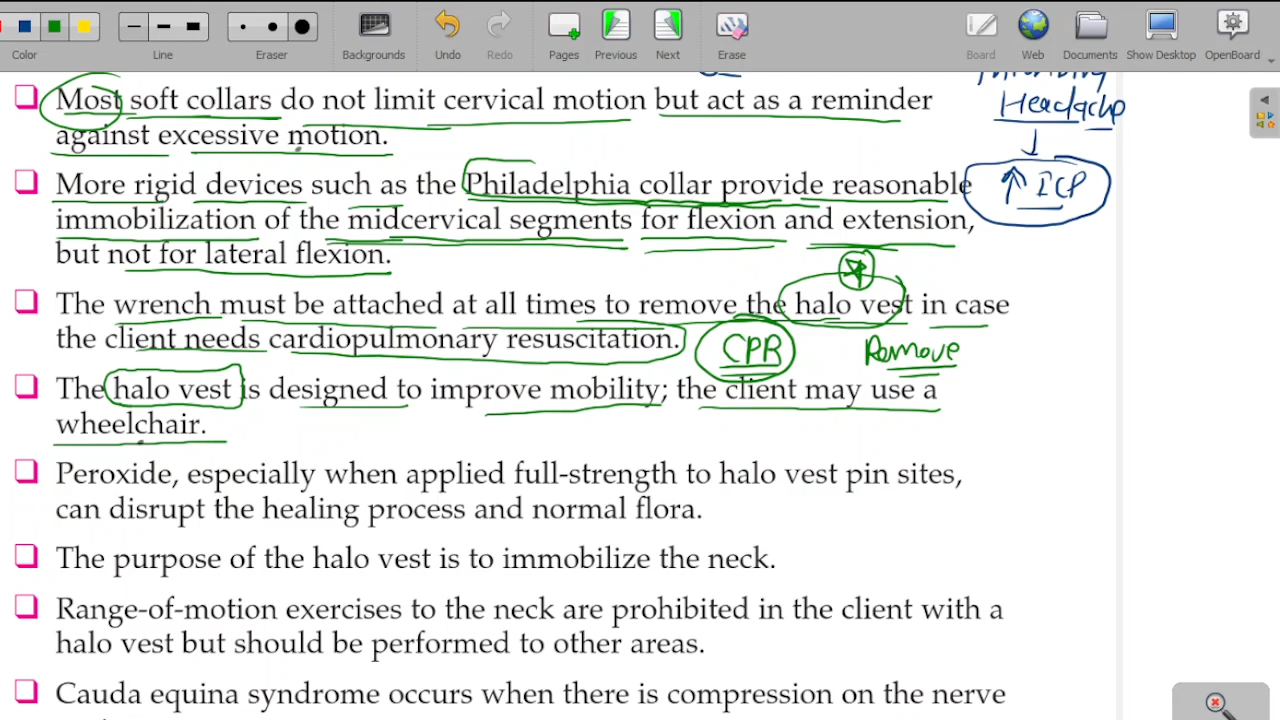 Color
Line
Eraser
Backgrounds
Undo
Redo
Pages
Previous
Next
Erase
Board
Web
Documents
Show Desktop
OpenBoard
Most soft collars do not limit cervical motion but act as a reminder
against excessive motion.
Headache
↓
↑ ICP
More rigid devices such as the Philadelphia collar provide reasonable
immobilization of the midcervical segments for flexion and extension,
but not for lateral flexion.
The wrench must be attached at all times to remove the halo vest in case
the client needs cardiopulmonary resuscitation.
CPR
Remove
The halo vest is designed to improve mobility; the client may use a
wheelchair.
Peroxide, especially when applied full-strength to halo vest pin sites,
can disrupt the healing process and normal flora.
The purpose of the halo vest is to immobilize the neck.
Range-of-motion exercises to the neck are prohibited in the client with a
halo vest but should be performed to other areas.
Cauda equina syndrome occurs when there is compression on the nerve